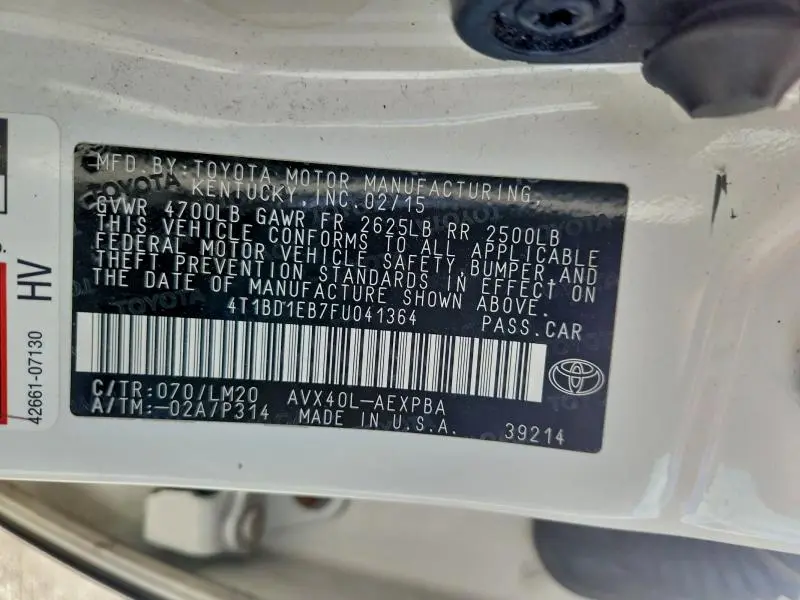 MFD.BY:TOYOTA MOTOR MANUFACTURING,
KENTUCKY, INC.02/15
GVWR 4700LB GAWR FR 2625LB RR 2500LB
THIS VEHICLE CONFORMS TO ALL APPLICABLE
FEDERAL MOTOR VEHICLE SAFETY,BUMPER AND
THEFT PREVENTION STANDARDS IN EFFECT ON
THE DATE OF MANUFACTURE SHOWN ABOVE.
4T1BD1EB7FU041364 PASS.CAR
C/TR:070/LM20 AVX40L-AEXPBA
A/TM:-02A/P314 MADE IN U.S.A. 39214
HV
42661-07130